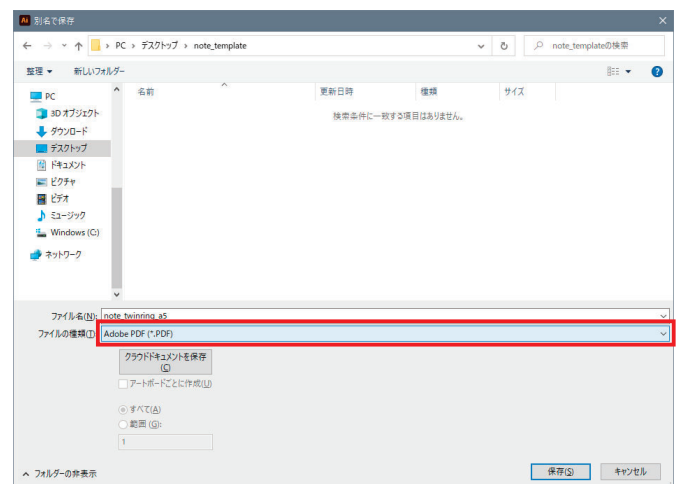 Ai 別名で保存
PC › デスクトップ › note_template
note_templateの検索
整理 新しいフォルダー
名前 更新日時 種類 サイズ
検索条件に一致する項目はありません。
PC
3D オブジェクト
ダウンロード
デスクトップ
ドキュメント
ピクチャ
ビデオ
ミュージック
Windows (C:)
ネットワーク
ファイル名(N): note_twinring_a5
ファイルの種類(T): Adobe PDF (*.PDF)
クラウドドキュメントを保存
(C)
アートボードごとに作成(U)
すべて(A)
範囲 (G):
1
フォルダーの非表示
保存(S) キャンセル